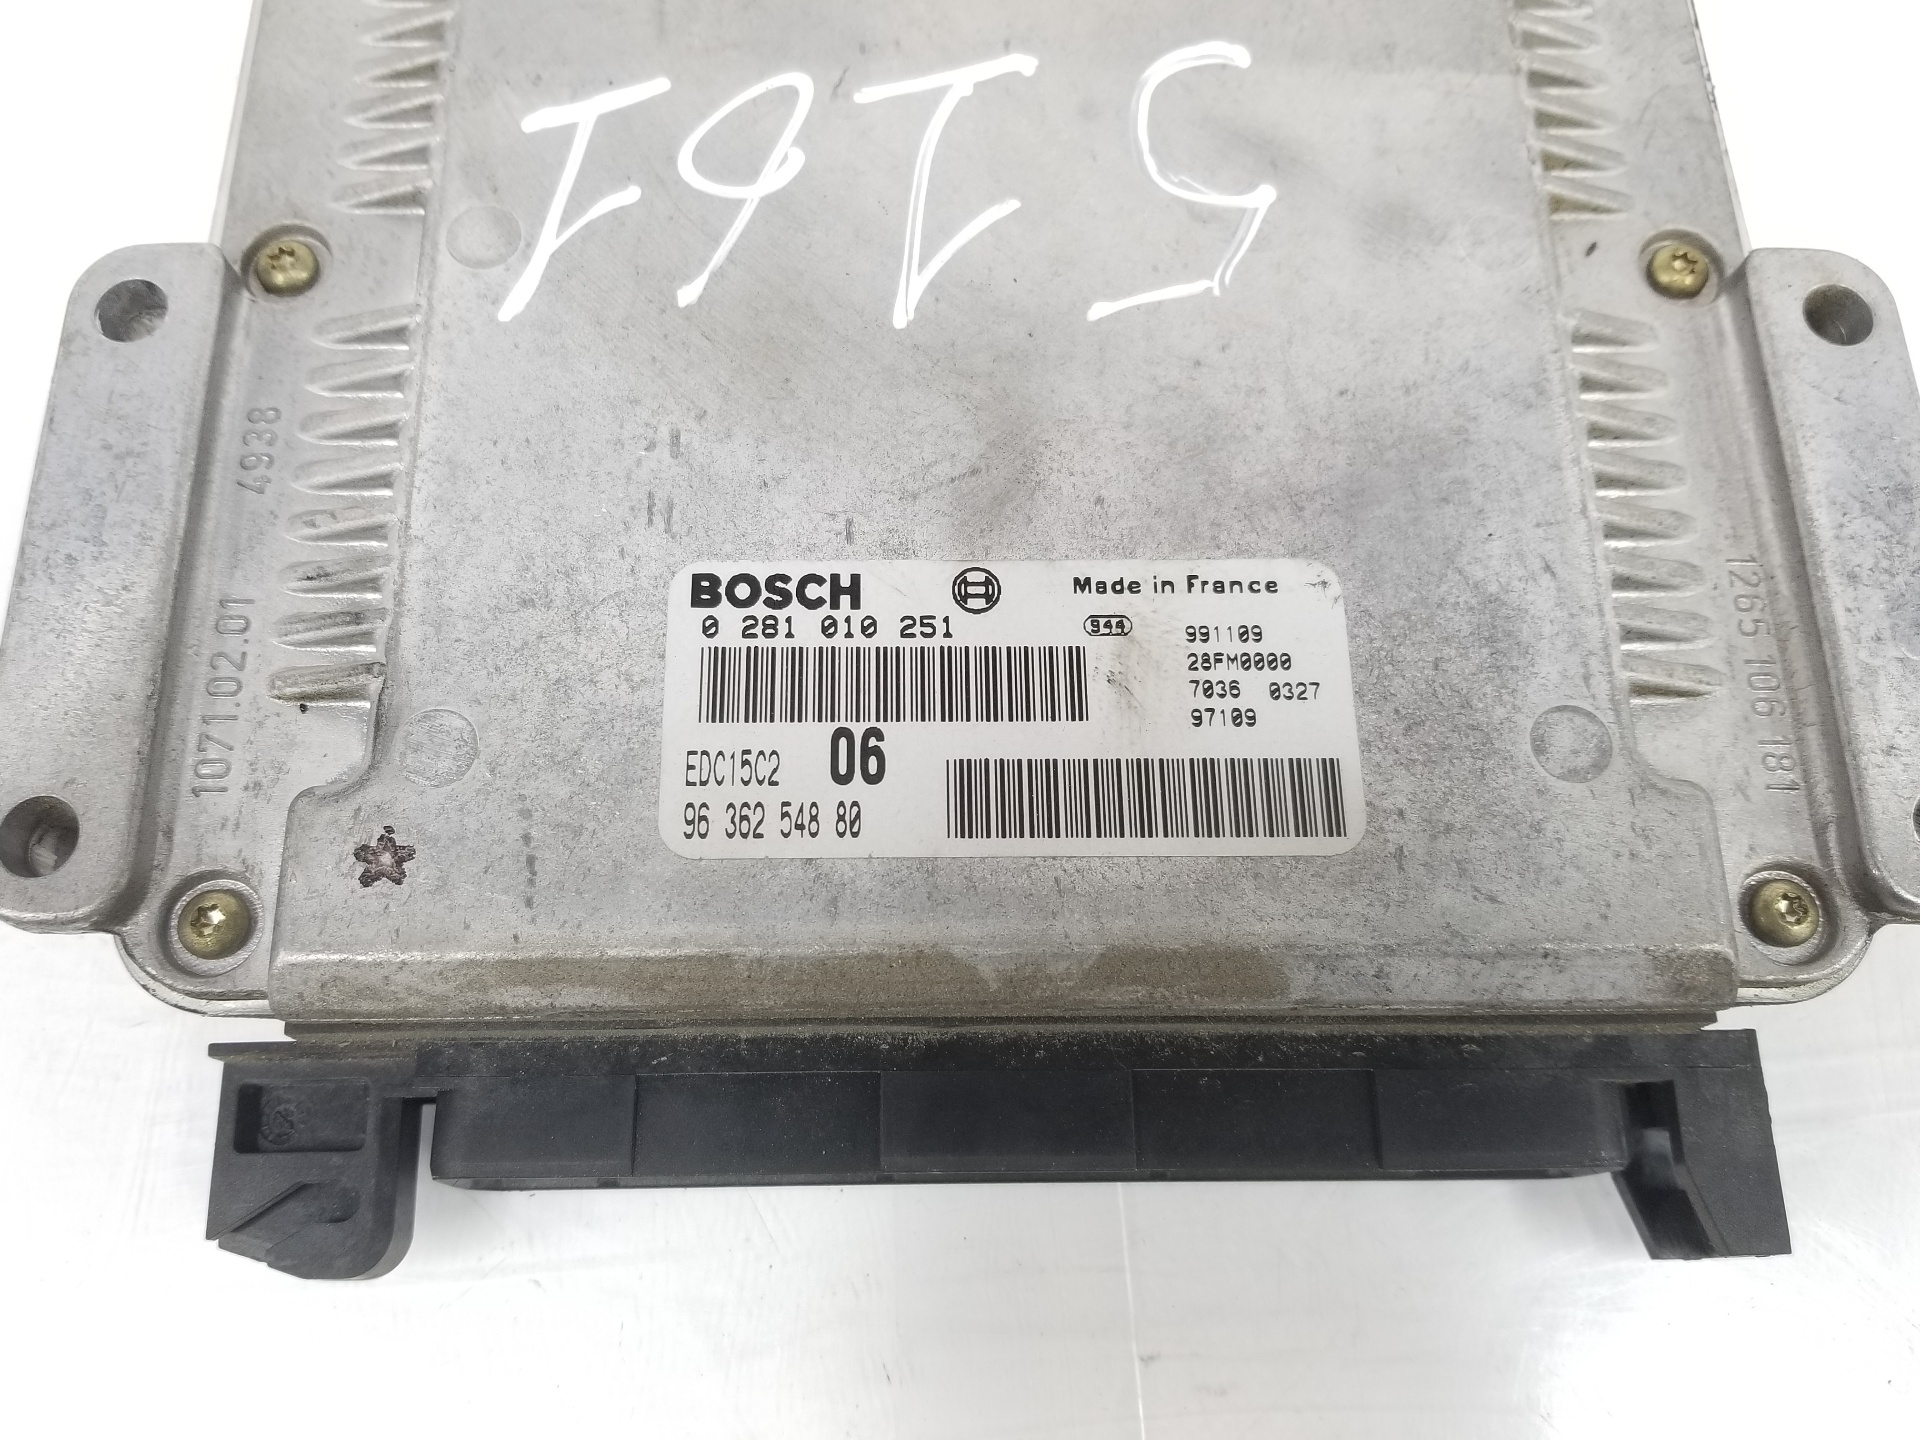 5161
4938
1071.02.01
1265 106 181
BOSCH
Made in France
0 281 010 251
944
991109
28FM0000
7036 0327
97109
EDC15C2 06
96 362 548 80